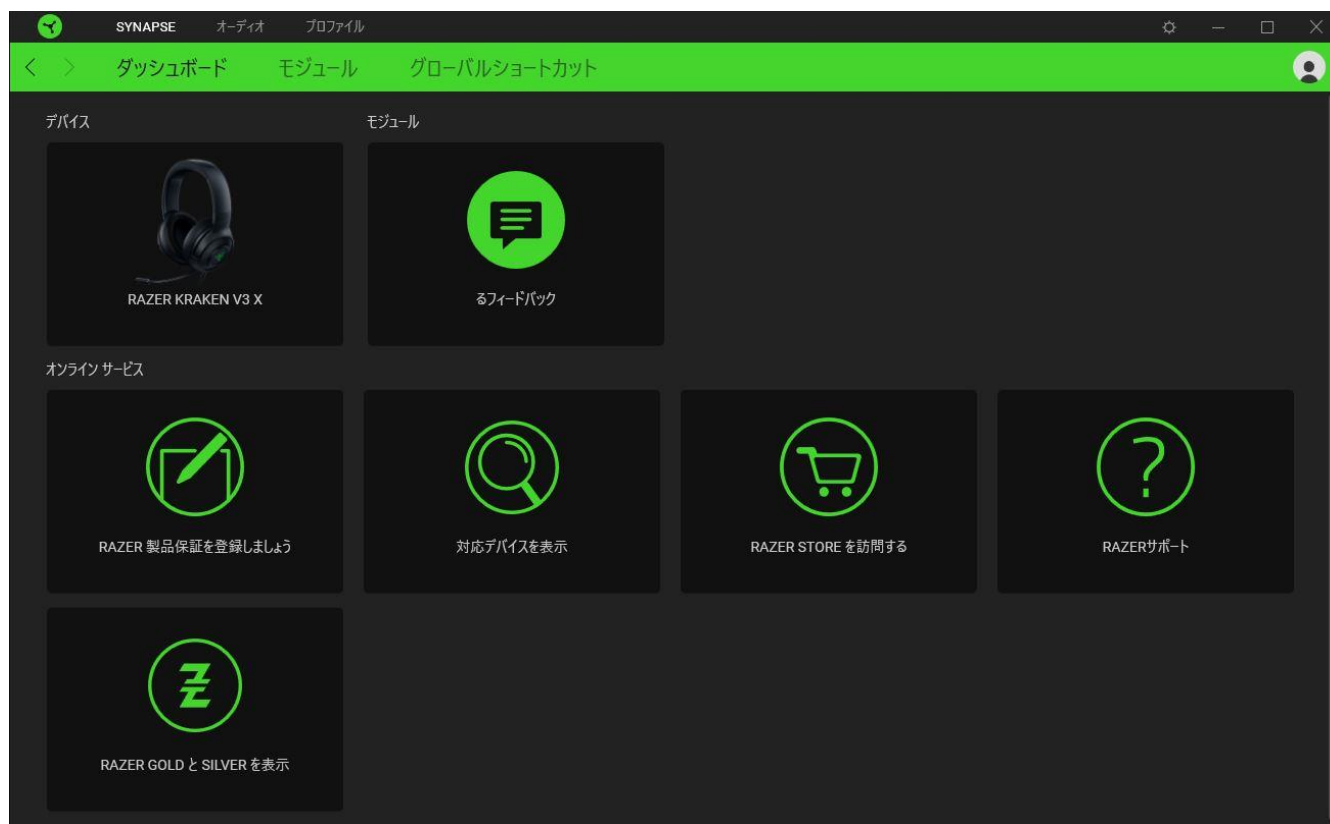 SYNAPSE オーディオ プロファイル
ダッシュボード モジュール グローバルショートカット
デバイス モジュール
RAZER KRAKEN V3 X
るフィードバック
オンライン サービス
RAZER 製品保証を登録しましょう
対応デバイスを表示
RAZER STORE を訪問する
RAZERサポート
RAZER GOLD と SILVER を表示